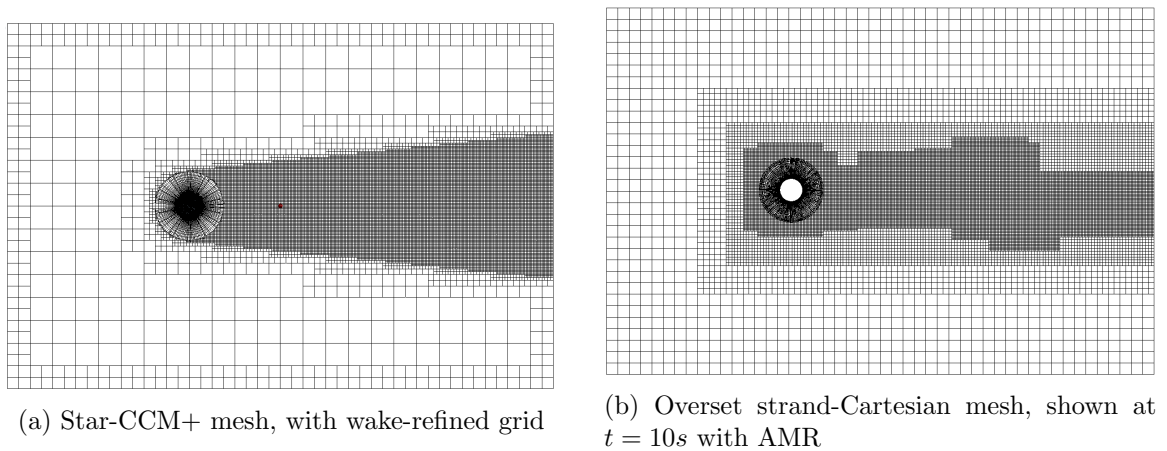 (a) Star-CCM+ mesh, with wake-refined grid
(b) Overset strand-Cartesian mesh, shown at
t = 10s with AMR